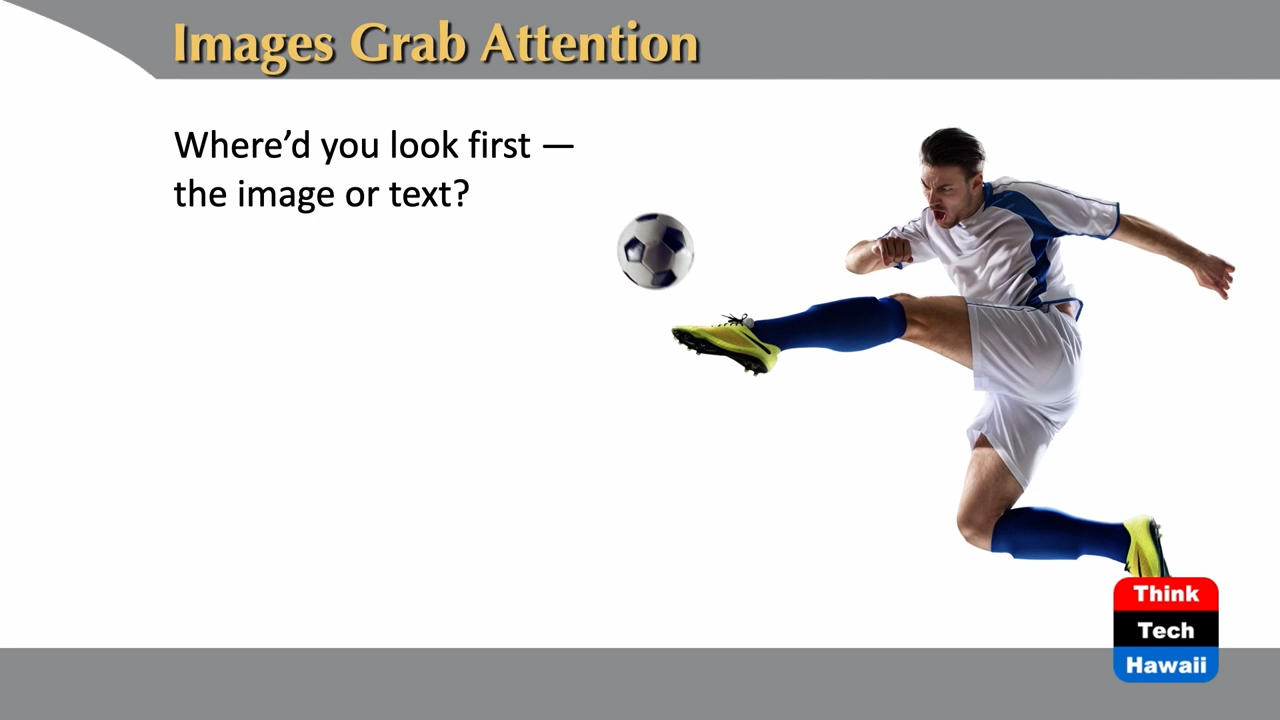 Images Grab Attention
Where’d you look first —
the image or text?
Think
Tech
Hawaii